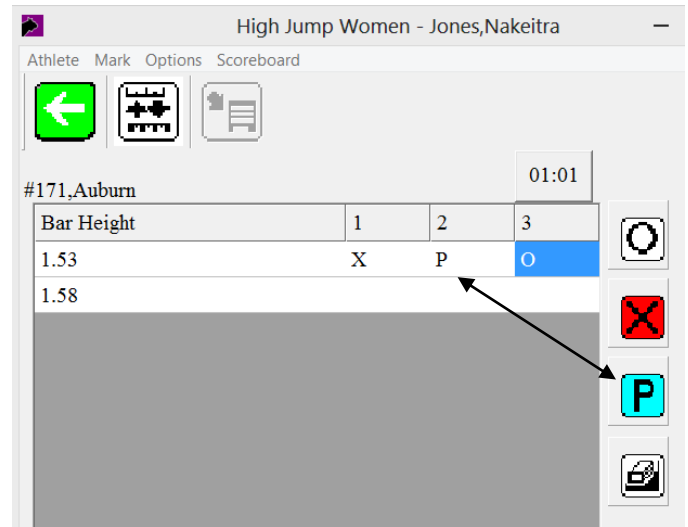 High Jump Women - Jones,Nakeitra
Athlete Mark Options Scoreboard
01:01
#171,Auburn
Bar Height 1 2 3
O
1.53 X P O
1.58
X
P